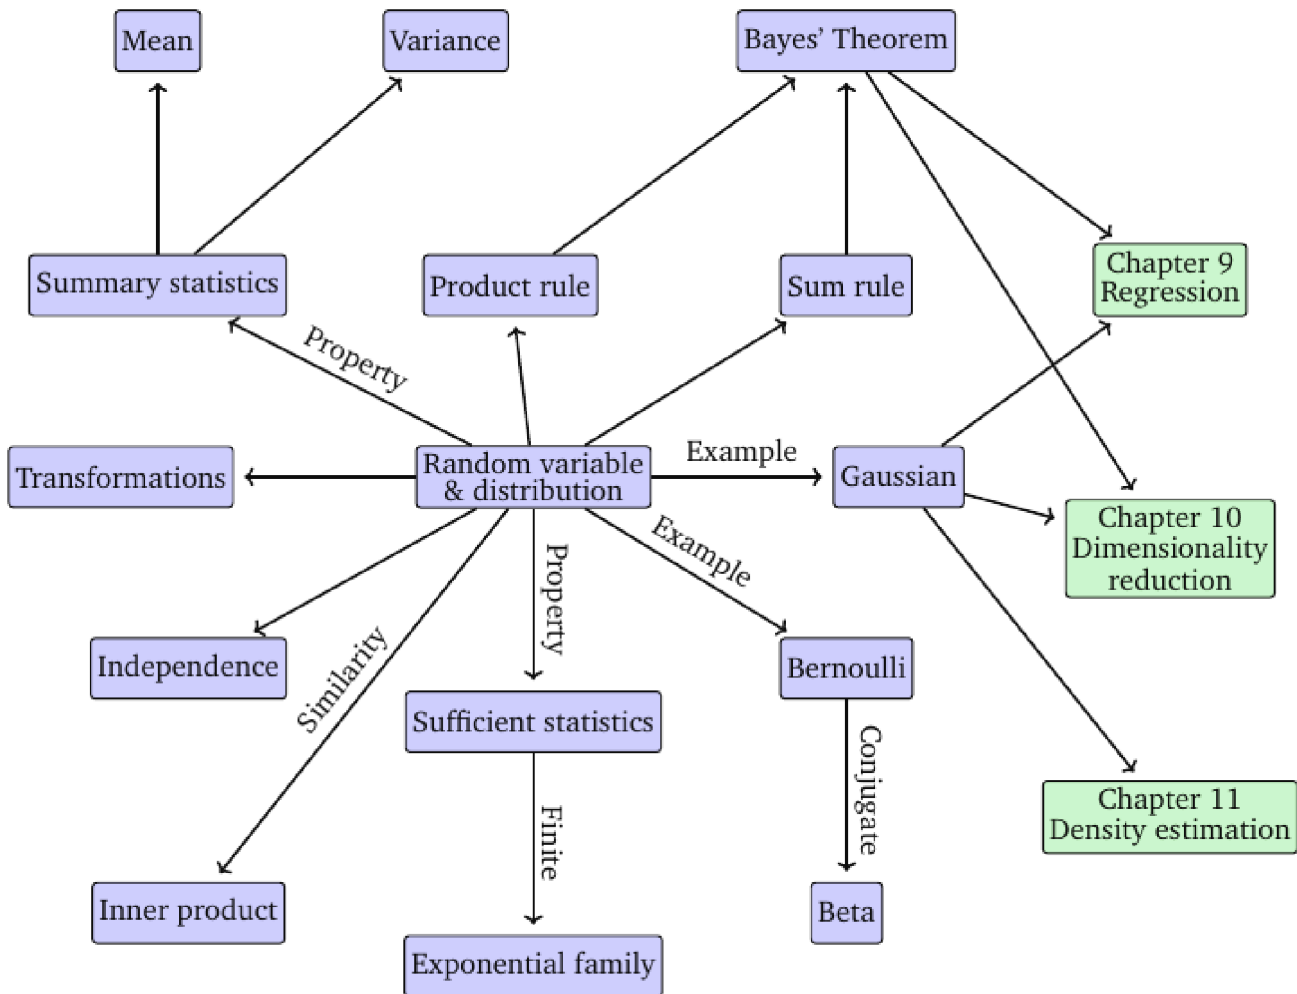 Mean
Variance
Bayes’ Theorem
Summary statistics
Product rule
Sum rule
Chapter 9
Regression
Property
Transformations
Random variable
& distribution
Example
Gaussian
Chapter 10
Dimensionality
reduction
Example
Property
Similarity
Independence
Bernoulli
Sufficient statistics
Conjugate
Finite
Chapter 11
Density estimation
Inner product
Beta
Exponential family